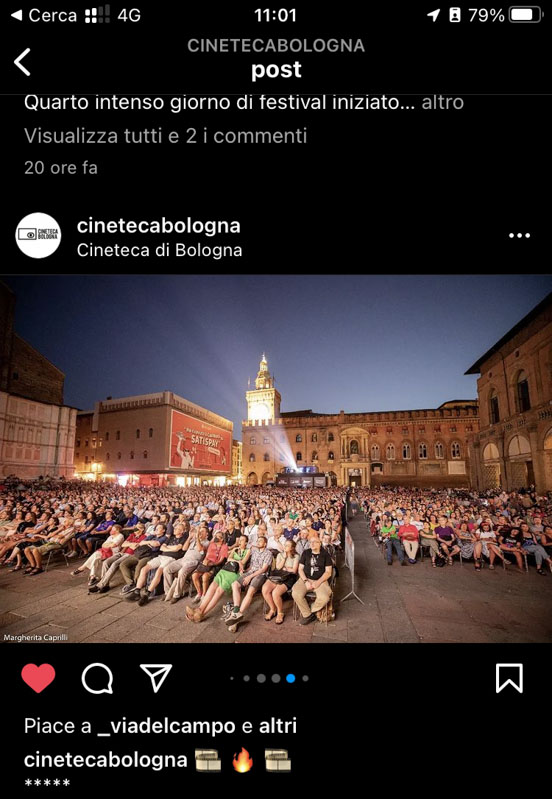 Cerca 4G 11:01 79%
CINETECABOLOGNA
post
Quarto intenso giorno di festival iniziato... altro
Visualizza tutti e 2 i commenti
20 ore fa
CINETECA
BOLOGNA
cinetecabologna
Cineteca di Bologna
SATISPAY
Margherita Caprilli
Piace a _viadelcampo e altri
cinetecabologna
*****